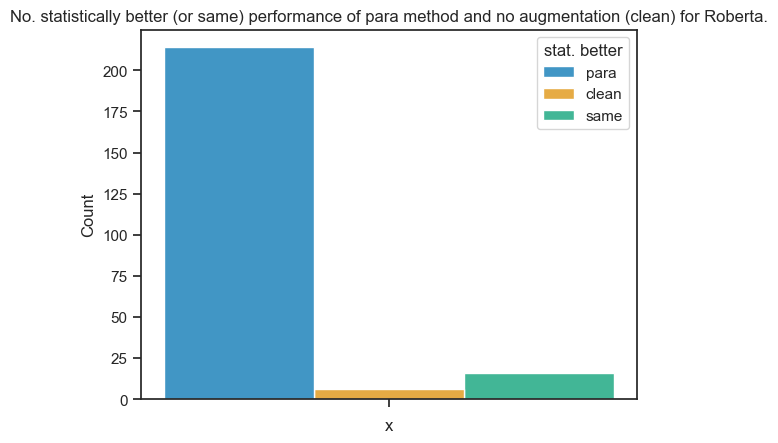 No. statistically better (or same) performance of para method and no augmentation (clean) for Roberta.
stat. better
para
clean
same
Count
200
175
150
125
100
75
50
25
0
x